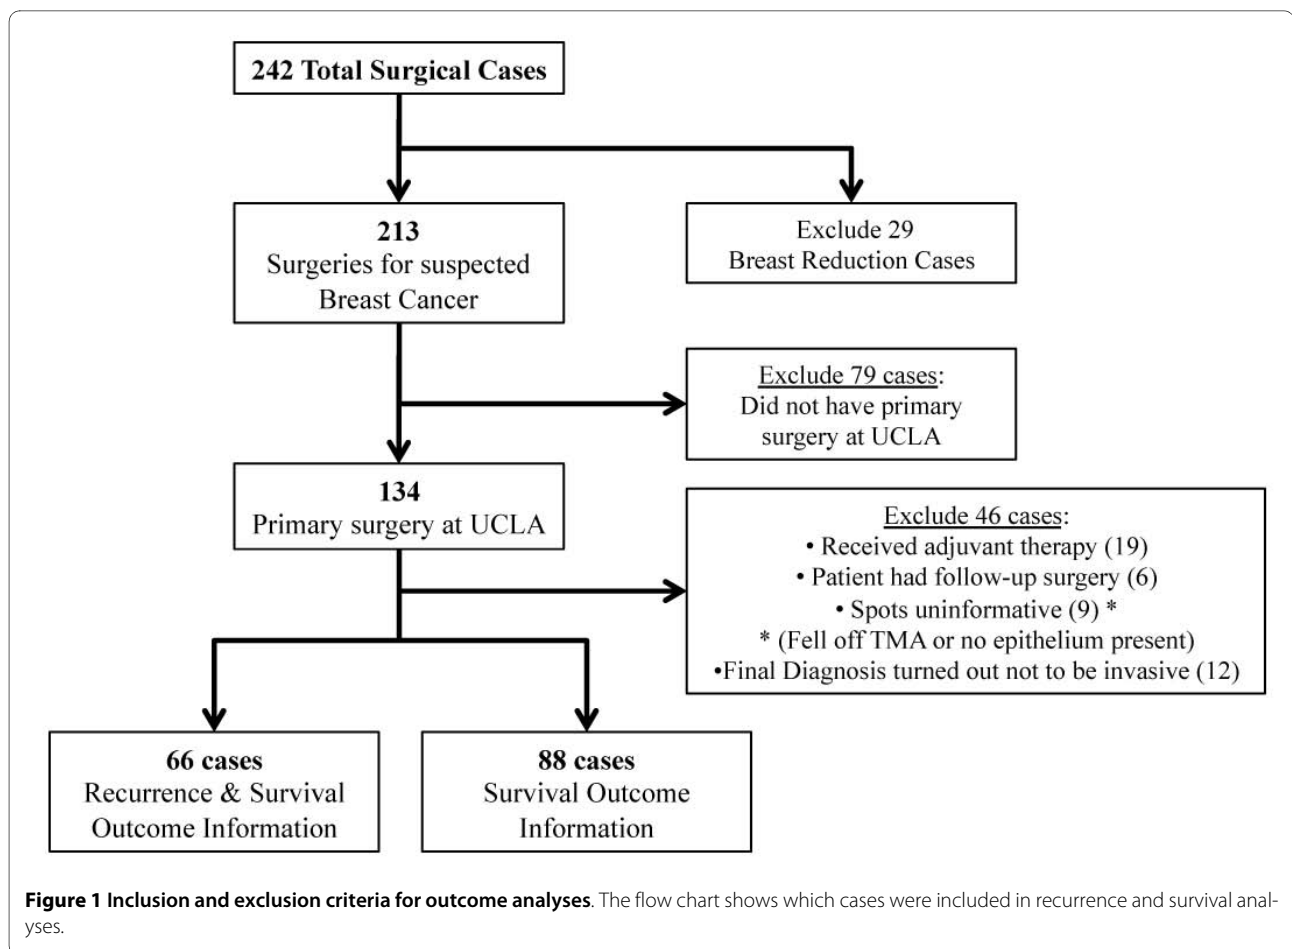 242 Total Surgical Cases
213
Surgeries for suspected
Breast Cancer
Exclude 29
Breast Reduction Cases
Exclude 79 cases:
Did not have primary
surgery at UCLA
134
Primary surgery at UCLA
Exclude 46 cases:
• Received adjuvant therapy (19)
• Patient had follow-up surgery (6)
• Spots uninformative (9) *
* (Fell off TMA or no epithelium present)
•Final Diagnosis turned out not to be invasive (12)
66 cases
Recurrence & Survival
Outcome Information
88 cases
Survival Outcome
Information
Figure 1 Inclusion and exclusion criteria for outcome analyses. The flow chart shows which cases were included in recurrence and survival anal-
yses.